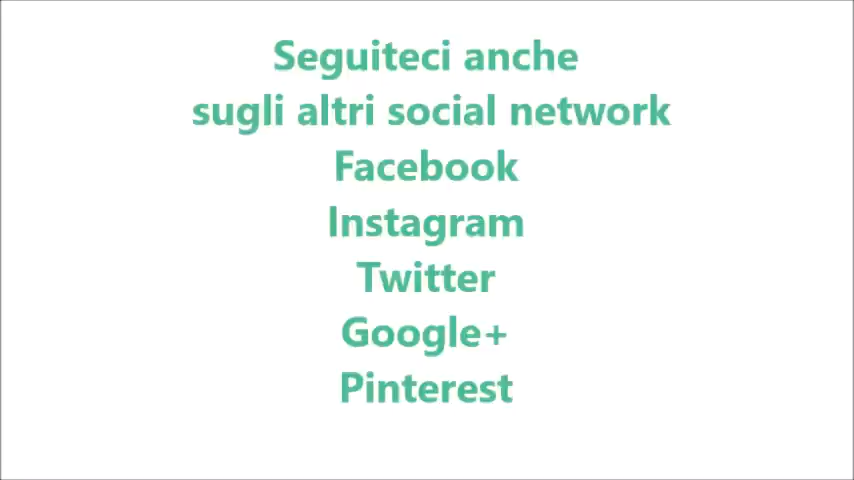 Seguiteci anche
sugli altri social network
Facebook
Instagram
Twitter
Google+
Pinterest